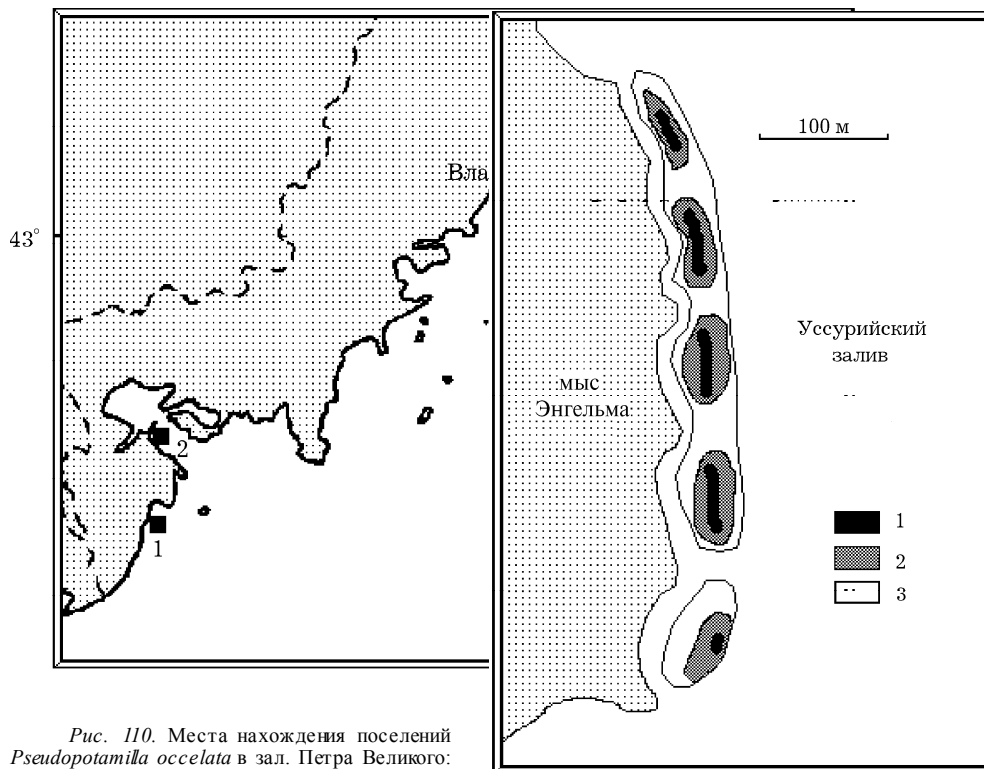 43°
Вла
2
1
100 м
Уссурийский
залив
мыс
Энгельма
1
2
3
Рис. 110. Места нахождения поселений
Pseudopotamilla occelata в зал. Петра Великого: